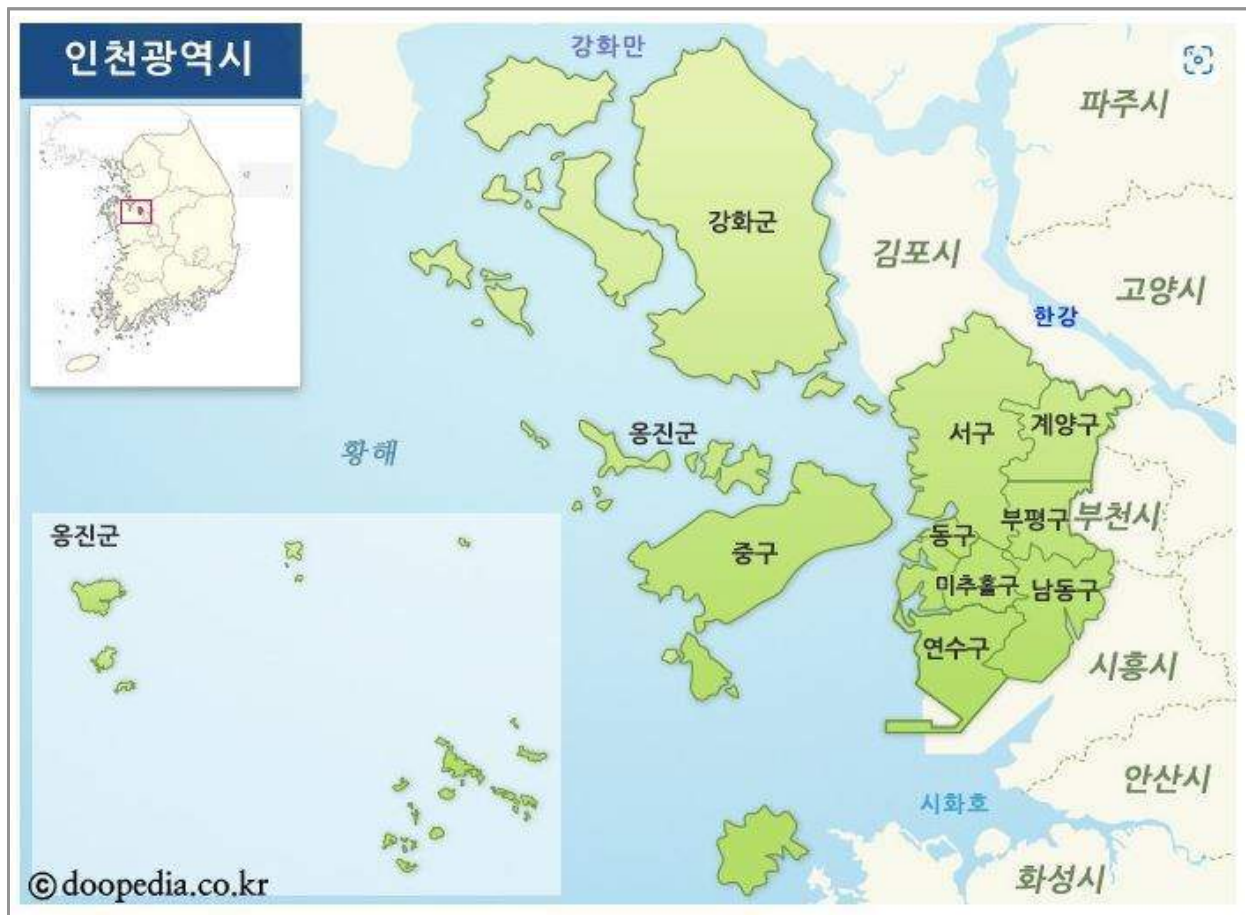 인천광역시
강화만
파주시
강화군
김포시
고양시
한강
서구
계양구
옹진군
황해
부천시
부평구
동구
중구
미추홀구
남동구
연수구
시흥시
옹진군
안산시
시화호
화성시
© doopedia.co.kr